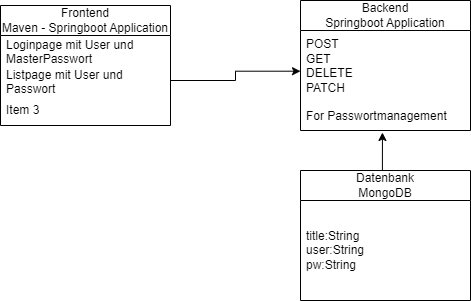 Frontend
Maven - Springboot Application
Loginpage mit User und
MasterPasswort
Listpage mit User und
Passwort
Item 3
Backend
Springboot Application
POST
GET
DELETE
PATCH
For Passwortmanagement
Datenbank
MongoDB
title:String
user:String
pw:String